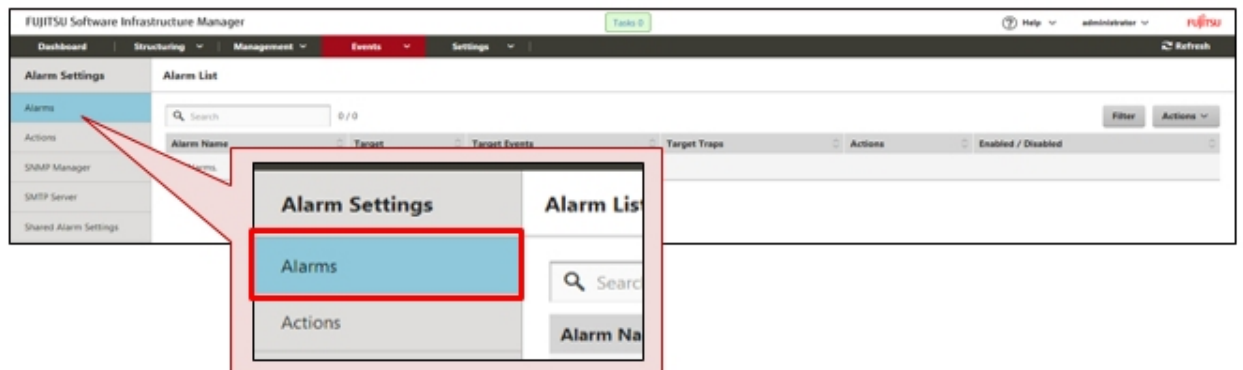 FUJITSU Software Infrastructure Manager Tasks 0 Help administrator FUJITSU
Dashboard Structuring Management Events Settings Refresh
Alarm Settings Alarm List
Alarms Search 0 / 0 Filter Actions
Actions Alarm Name Target Target Events Target Traps Actions Enabled / Disabled
SNMP Manager
SMTP Server
Shared Alarm Settings
Alarm Settings Alarm List
Alarms
Searc
Actions
Alarm Na